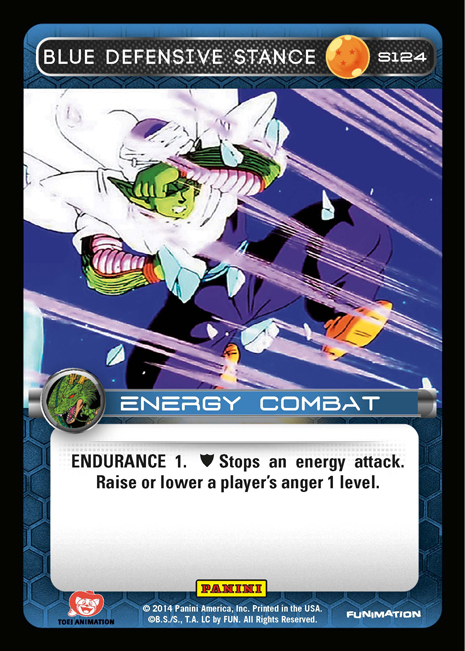 BLUE DEFENSIVE STANCE S124
ENERGY COMBAT
ENDURANCE 1. Stops an energy attack.
Raise or lower a player's anger 1 level.
PANINI
© 2014 Panini America, Inc. Printed in the USA.
©B.S./S., T.A. LC by FUN. All Rights Reserved.
TOEI ANIMATION
FUNIMATION